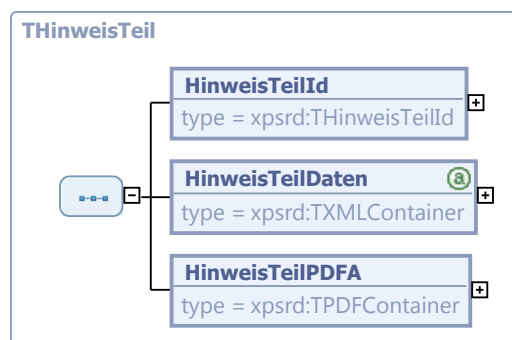 THinweisTeil
HinweisTeilId
type = xpsrd:THinweisTeilId
HinweisTeilDaten
a
type = xpsrd:TXMLContainer
HinweisTeilPDFA
type = xpsrd:TPDFContainer